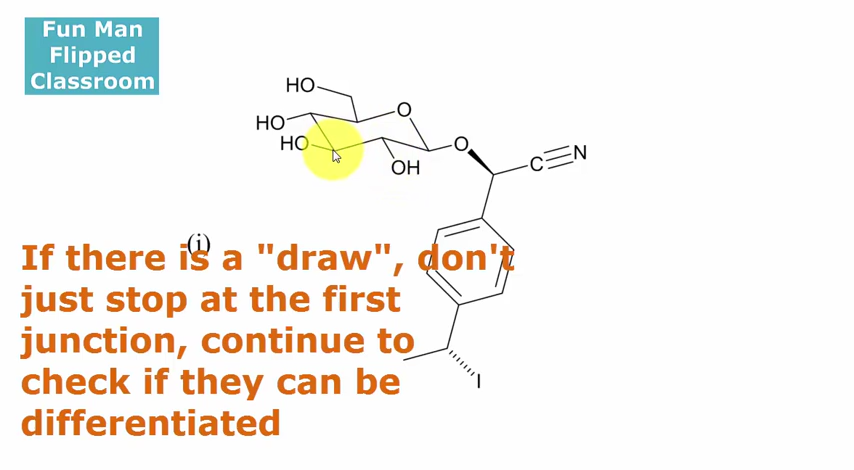 Fun Man
Flipped
Classroom
HO
O
HO
HO
O
OH
C
N
(i)
If there is a "draw", don't
just stop at the first
junction, continue to
check if they can be
differentiated
I